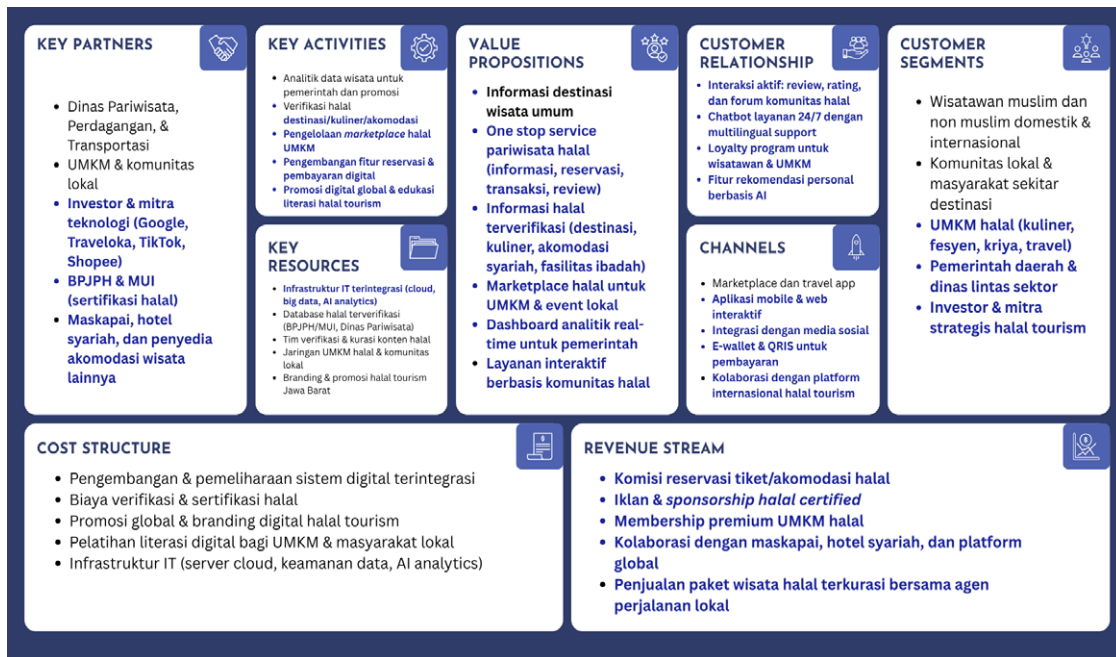 KEY PARTNERS
Dinas Pariwisata,
Perdagangan, &
Transportasi
UMKM & komunitas
lokal
Investor & mitra
teknologi (Google,
Traveloka, TikTok,
Shopee)
BPJPH & MUI
(sertifikasi halal)
Maskapai, hotel
syariah, dan penyedia
akomodasi wisata
lainnya
KEY ACTIVITIES
Analitik data wisata untuk
pemerintah dan promosi
Verifikasi halal
destinasi/kuliner/akomodasi
Pengelolaan marketplace halal
UMKM
Pengembangan fitur reservasi &
pembayaran digital
Promosi digital global & edukasi
literasi halal tourism
KEY
RESOURCES
Infrastruktur IT terintegrasi (cloud,
big data, AI analytics)
Database halal terverifikasi
(BPJPH/MUI, Dinas Pariwisata)
Tim verifikasi & kurasi konten halal
Jaringan UMKM halal & komunitas
lokal
Branding & promosi halal tourism
Jawa Barat
VALUE
PROPOSITIONS
Informasi destinasi
wisata umum
One stop service
pariwisata halal
(informasi, reservasi,
transaksi, review)
Informasi halal
terverifikasi (destinasi,
kuliner, akomodasi
syariah, fasilitas ibadah)
Marketplace halal untuk
UMKM & event lokal
Dashboard analitik real-
time untuk pemerintah
Layanan interaktif
berbasis komunitas halal
CUSTOMER
RELATIONSHIP
Interaksi aktif: review, rating,
dan forum komunitas halal
Chatbot layanan 24/7 dengan
multilingual support
Loyalty program untuk
wisatawan & UMKM
Fitur rekomendasi personal
berbasis AI
CHANNELS
Marketplace dan travel app
Aplikasi mobile & web
interaktif
Integrasi dengan media sosial
E-wallet & QRIS untuk
pembayaran
Kolaborasi dengan platform
internasional halal tourism
CUSTOMER
SEGMENTS
Wisatawan muslim dan
non muslim domestik &
internasional
Komunitas lokal &
masyarakat sekitar
destinasi
UMKM halal (kuliner,
fesyen, kriya, travel)
Pemerintah daerah &
dinas lintas sektor
Investor & mitra
strategis halal tourism
COST STRUCTURE
Pengembangan & pemeliharaan sistem digital terintegrasi
Biaya verifikasi & sertifikasi halal
Promosi global & branding digital halal tourism
Pelatihan literasi digital bagi UMKM & masyarakat lokal
Infrastruktur IT (server cloud, keamanan data, AI analytics)
REVENUE STREAM
Komisi reservasi tiket/akomodasi halal
Iklan & sponsorship halal certified
Membership premium UMKM halal
Kolaborasi dengan maskapai, hotel syariah, dan platform
global
Penjualan paket wisata halal terkurasi bersama agen
perjalanan lokal